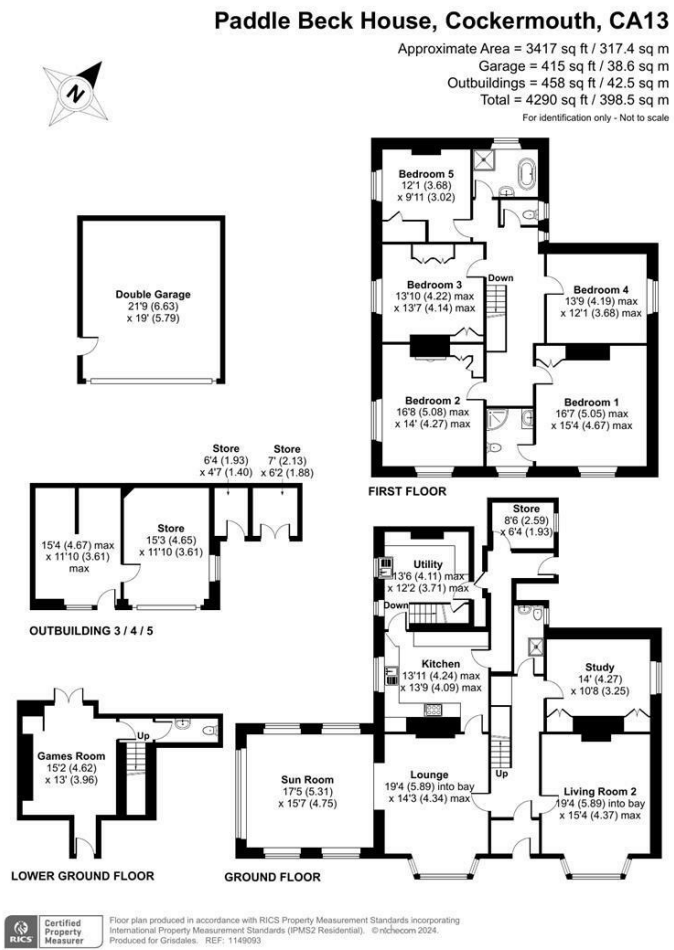 Paddle Beck House, Cockermouth, CA13
Approximate Area = 3417 sq ft / 317.4 sq m
Garage = 415 sq ft / 38.6 sq m
Outbuildings = 458 sq ft / 42.5 sq m
Total = 4290 sq ft / 398.5 sq m
For identification only - Not to scale
N
Bedroom 5
12'1 (3.68)
x 9'11 (3.02)
Double Garage
21'9 (6.63)
x 19' (5.79)
Bedroom 3
13'10 (4.22) max
x 13'7 (4.14) max
Down
Bedroom 4
13'9 (4.19) max
x 12'1 (3.68) max
Bedroom 2
16'8 (5.08) max
x 14' (4.27) max
Bedroom 1
16'7 (5.05) max
x 15'4 (4.67) max
FIRST FLOOR
Store
6'4 (1.93)
x 4'7 (1.40)
Store
7' (2.13)
x 6'2 (1.88)
15'4 (4.67) max
x 11'10 (3.61)
max
Store
15'3 (4.65)
x 11'10 (3.61)
OUTBUILDING 3 / 4 / 5
Store
8'6 (2.59)
x 6'4 (1.93)
Utility
13'6 (4.11) max
x 12'2 (3.71) max
Down
Kitchen
13'11 (4.24) max
x 13'9 (4.09) max
Study
14' (4.27)
x 10'8 (3.25)
Games Room
15'2 (4.62)
x 13' (3.96)
Up
Sun Room
17'5 (5.31)
x 15'7 (4.75)
Lounge
19'4 (5.89) into bay
x 14'3 (4.34) max
Up
Living Room 2
19'4 (5.89) into bay
x 15'4 (4.37) max
LOWER GROUND FLOOR
GROUND FLOOR
RICS
Certified
Property
Measurer
Floor plan produced in accordance with RICS Property Measurement Standards incorporating
International Property Measurement Standards (IPMS2 Residential). © nichecom 2024.
Produced for Grisdales. REF: 1149093